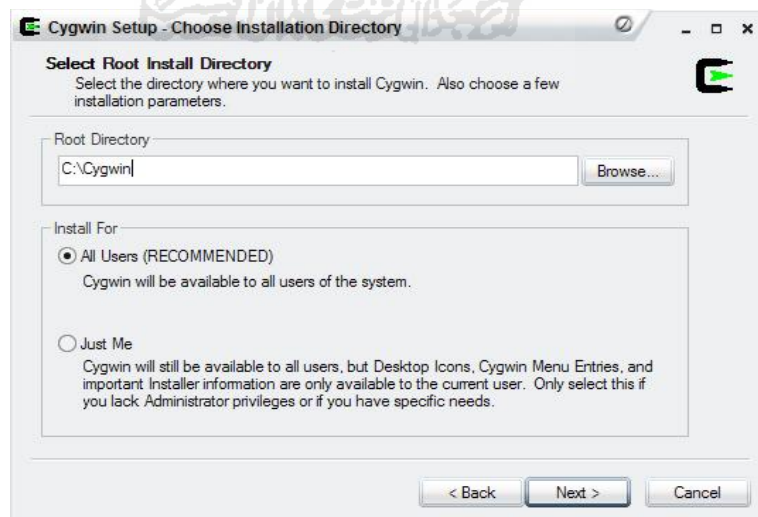 Cygwin Setup - Choose Installation Directory
Select Root Install Directory
Select the directory where you want to install Cygwin. Also choose a few
installation parameters.
Root Directory
C:\Cygwin
Browse...
Install For
All Users (RECOMMENDED)
Cygwin will be available to all users of the system.
Just Me
Cygwin will still be available to all users, but Desktop Icons, Cygwin Menu Entries, and
important Installer information are only available to the current user. Only select this if
you lack Administrator privileges or if you have specific needs.
< Back
Next >
Cancel